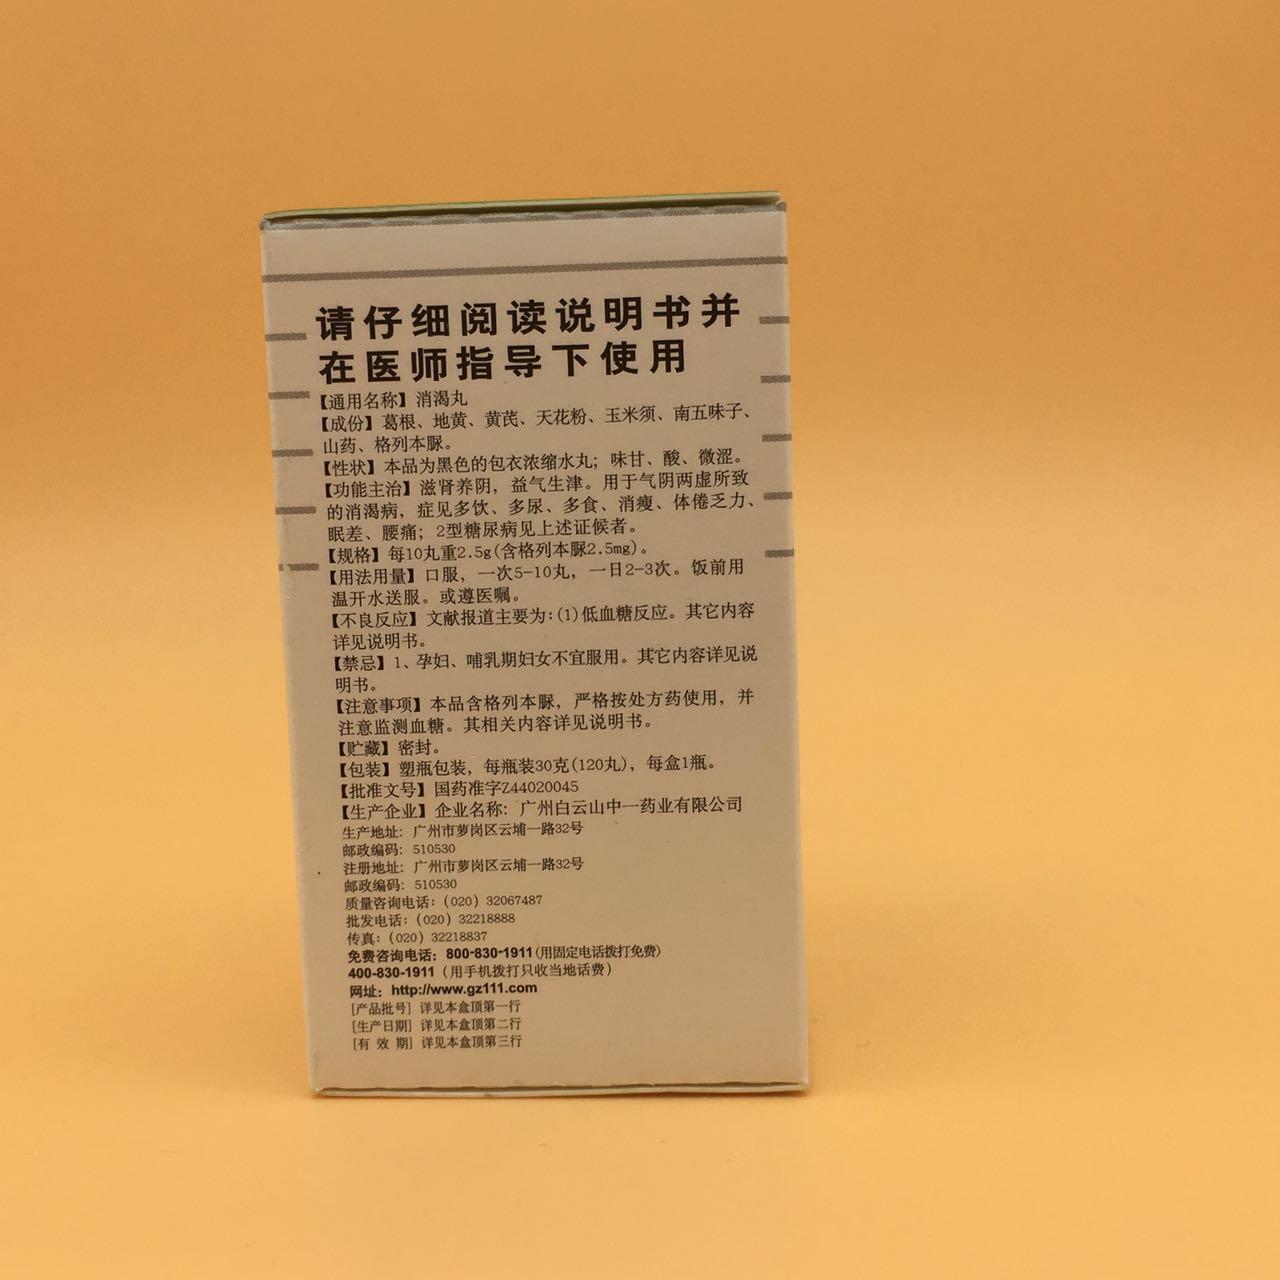 请仔细阅读说明书并
在医师指导下使用
【通用名称】消渴丸
【成份】葛根、地黄、黄芪、天花粉、玉米须、南五味子、
山药、格列本脲。
【性状】本品为黑色的包衣浓缩水丸；味甘、酸、微涩。
【功能主治】滋肾养阴，益气生津。用于气阴两虚所致
的消渴病，症见多饮、多尿、多食、消瘦、体倦乏力、
眠差、腰痛；2型糖尿病见上述证候者。
【规格】每10丸重2.5g(含格列本脲2.5mg)。
【用法用量】口服，一次5-10丸，一日2-3次。饭前用
温开水送服。或遵医嘱。
【不良反应】文献报道主要为：(1)低血糖反应。其它内容
详见说明书。
【禁忌】1、孕妇、哺乳期妇女不宜服用。其它内容详见说
明书。
【注意事项】本品含格列本脲，严格按处方药使用，并
注意监测血糖。其相关内容详见说明书。
【贮藏】密封。
【包装】塑瓶包装，每瓶装30克(120丸)，每盒1瓶。
【批准文号】国药准字Z44020045
【生产企业】企业名称：广州白云山中一药业有限公司
生产地址：广州市萝岗区云埔一路32号
邮政编码：510530
注册地址：广州市萝岗区云埔一路32号
邮政编码：510530
质量咨询电话：(020) 32067487
批发电话：(020) 32218888
传真：(020) 32218837
免费咨询电话：800-830-1911(用固定电话拨打免费)
400-830-1911（用手机拨打只收当地话费）
网址：http://www.gz111.com
[产品批号] 详见本盒顶第一行
[生产日期] 详见本盒顶第二行
[有 效 期] 详见本盒顶第三行